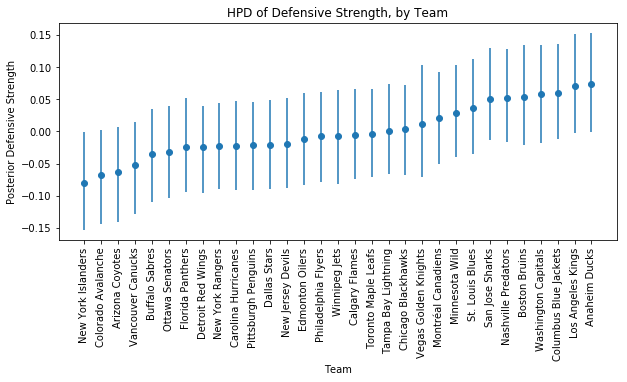 HPD of Defensive Strength, by Team
Posterior Defensive Strength
0.15
0.10
0.05
0.00
−0.05
−0.10
−0.15
New York Islanders
Colorado Avalanche
Arizona Coyotes
Vancouver Canucks
Buffalo Sabres
Ottawa Senators
Florida Panthers
Detroit Red Wings
New York Rangers
Carolina Hurricanes
Pittsburgh Penguins
Dallas Stars
New Jersey Devils
Edmonton Oilers
Philadelphia Flyers
Winnipeg Jets
Calgary Flames
Toronto Maple Leafs
Tampa Bay Lightning
Chicago Blackhawks
Vegas Golden Knights
Montréal Canadiens
Minnesota Wild
St. Louis Blues
San Jose Sharks
Nashville Predators
Boston Bruins
Washington Capitals
Columbus Blue Jackets
Los Angeles Kings
Anaheim Ducks
Team